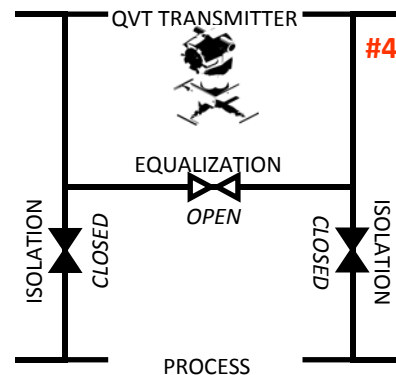 QVT TRANSMITTER
#4
EQUALIZATION
OPEN
ISOLATION
CLOSED
CLOSED
ISOLATION
PROCESS